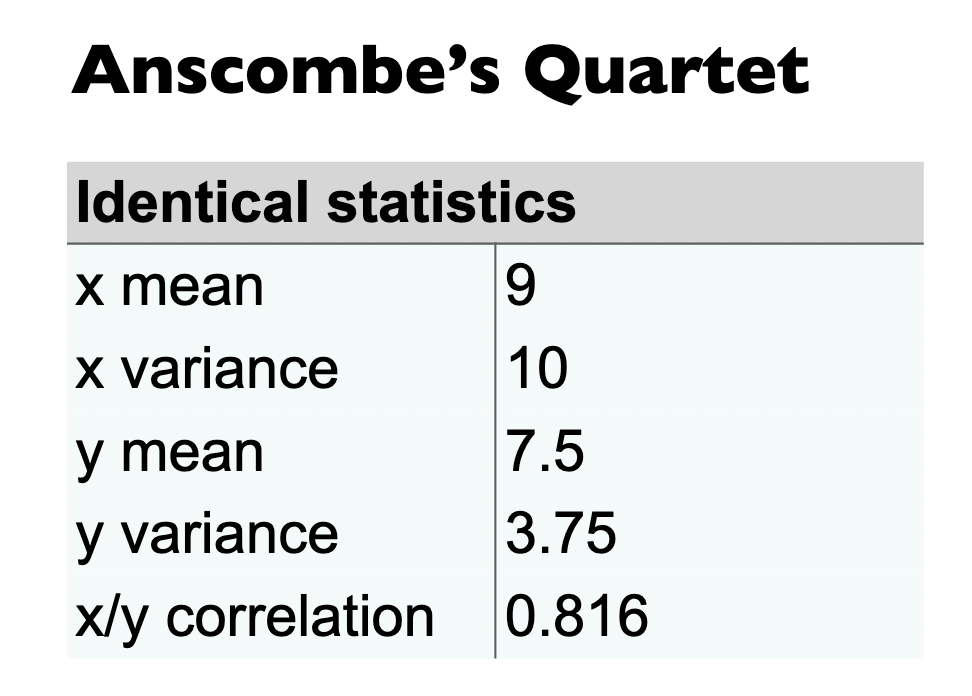 Anscombe’s Quartet
Identical statistics
x mean 9
x variance 10
y mean 7.5
y variance 3.75
x/y correlation 0.816